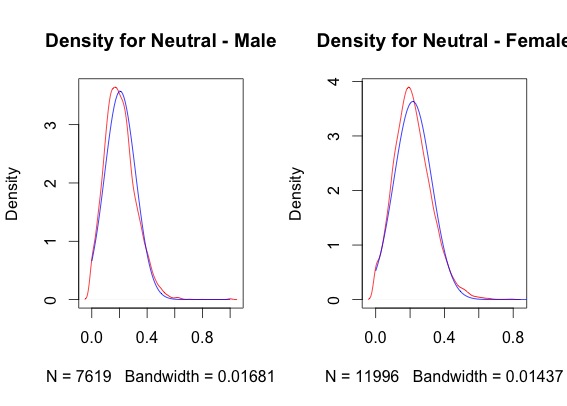 Density for Neutral - Male
Density
3
2
1
0
0.0 0.4 0.8
N = 7619 Bandwidth = 0.01681
Density for Neutral - Female
Density
4
3
2
1
0
0.0 0.4 0.8
N = 11996 Bandwidth = 0.01437